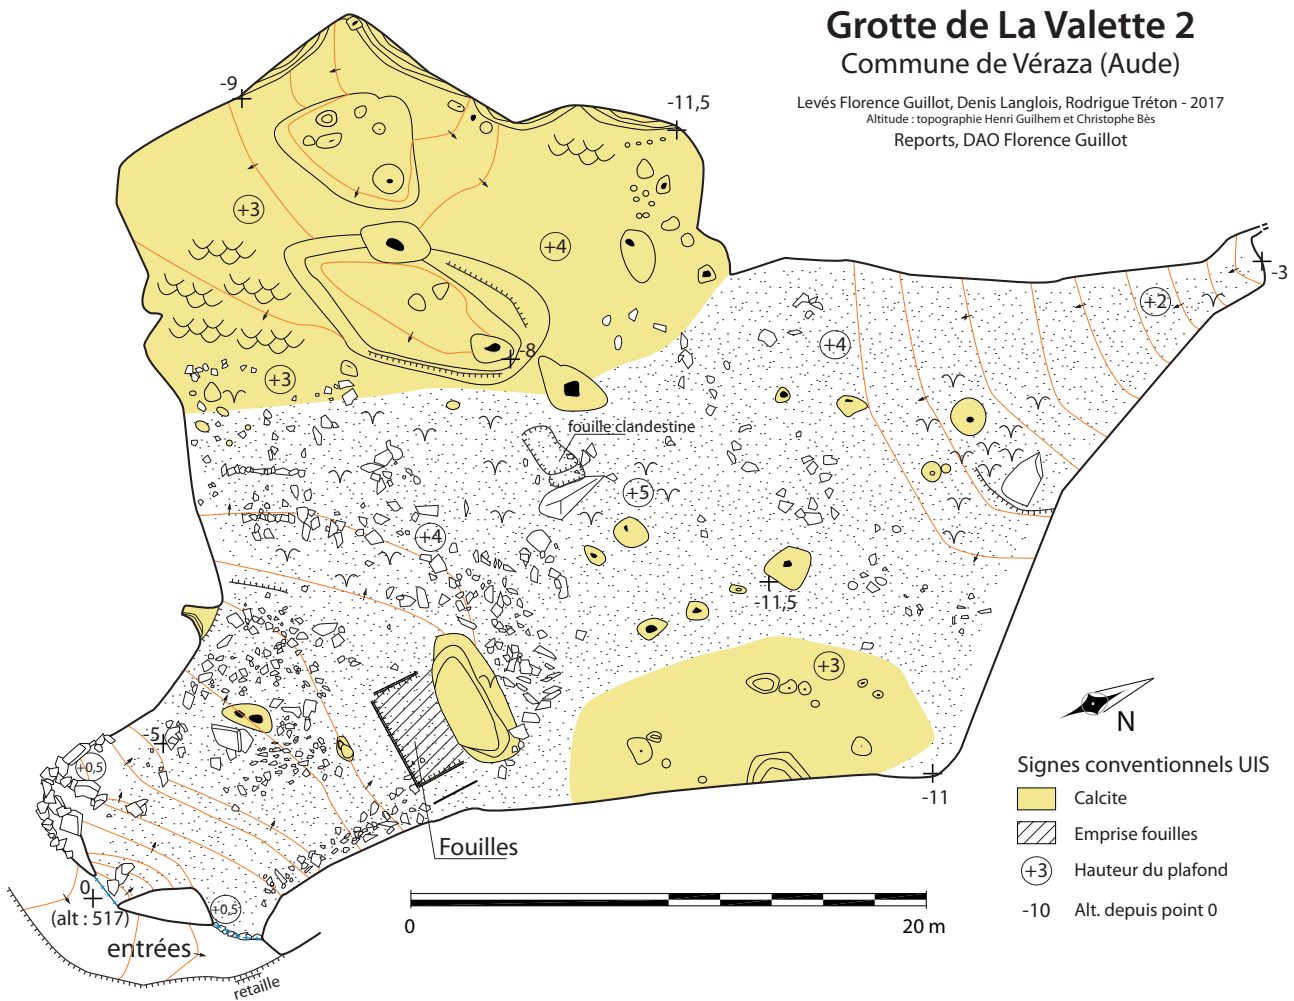 Grotte de La Valette 2
Commune de Véraza (Aude)
Levés Florence Guillot, Denis Langlois, Rodrigue Tréton - 2017
Altitude : topographie Henri Guilhem et Christophe Bès
Reports, DAO Florence Guillot
-9
-11,5
+3
+4
-3
+2
+4
-8
+3
fouille clandestine
+5
+4
-11,5
+3
-5
+0,5
-11
Fouilles
0
(alt : 517)
+0,5
entrées
retaille
N
Signes conventionnels UIS
Calcite
Emprise fouilles
+3 Hauteur du plafond
-10 Alt. depuis point 0
0 20 m